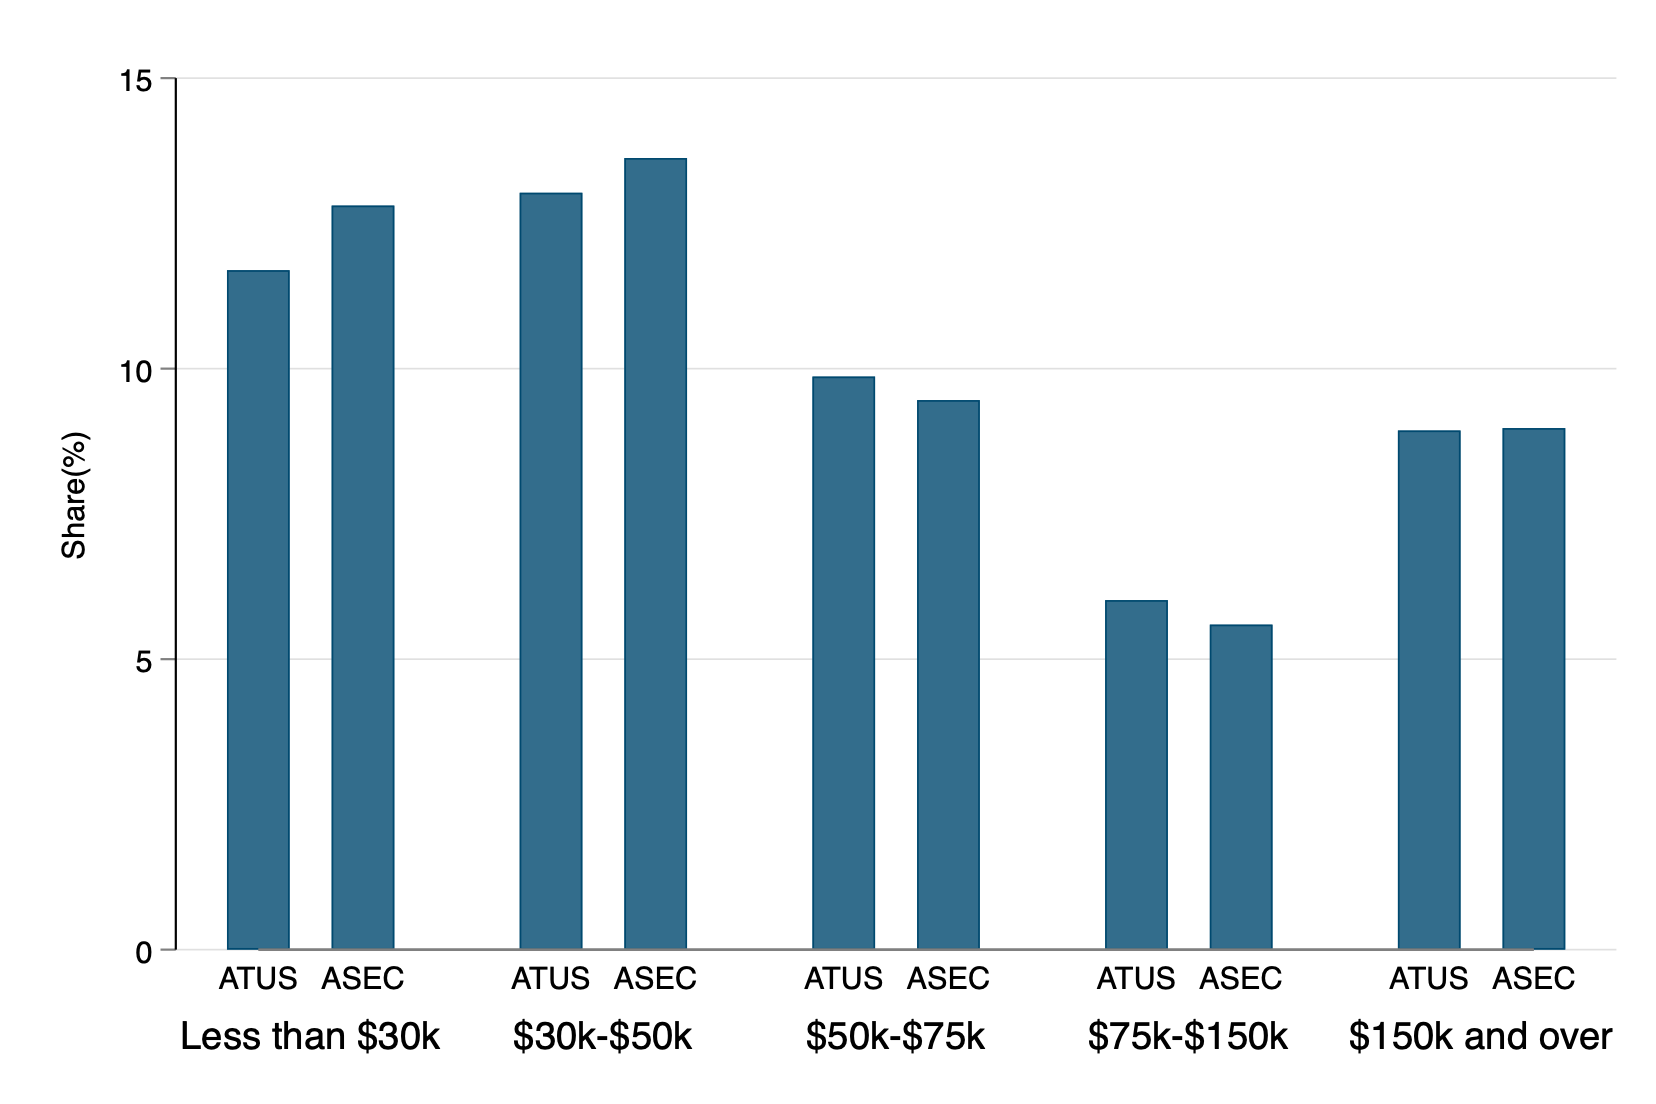 15
10
5
0
Share(%)
ATUS ASEC ATUS ASEC ATUS ASEC ATUS ASEC ATUS ASEC
Less than $30k $30k-$50k $50k-$75k $75k-$150k $150k and over